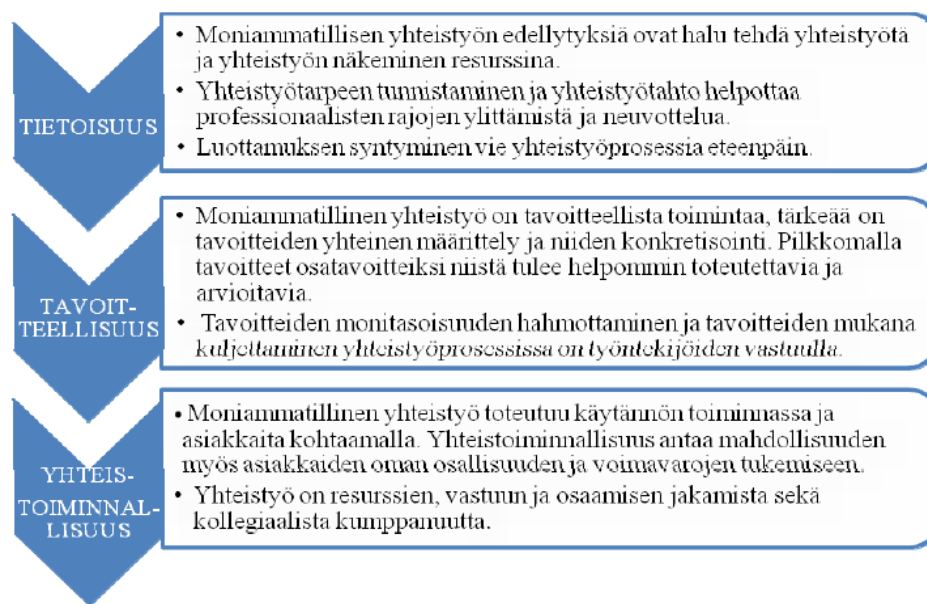 TIETOISUUS
• Moniammatillisen yhteistyön edellytyksiä ovat halu tehdä yhteistyötä
ja yhteistyön näkeminen resurssina.
• Yhteistyötarpeen tunnistaminen ja yhteistyötahto helpottaa
professionaalisten rajojen ylittämistä ja neuvottelua.
• Luottamuksen syntyminen vie yhteistyöprosessia eteenpäin.
TAVOIT-
TEELLISUUS
• Moniammatillinen yhteistyö on tavoitteellista toimintaa, tärkeää on
tavoitteiden yhteinen määrittely ja niiden konkretisointi. Pilkkomalla
tavoitteet osatavoitteiksi niistä tulee helpommin toteutettavia ja
arvioitavia.
• Tavoitteiden monitasoisuuden hahmottaminen ja tavoitteiden mukana
kuljettaminen yhteistyöprosessissa on työntekijöiden vastuulla.
YHTEIS-
TOIMINNAL-
LISUUS
• Moniammatillinen yhteistyö toteutuu käytännön toiminnassa ja
asiakkaita kohtaamalla. Yhteistoiminnallisuus antaa mahdollisuuden
myös asiakkaiden oman osallisuuden ja voimavarojen tukemiseen.
• Yhteistyö on resurssien, vastuun ja osaamisen jakamista sekä
kollegiaalista kumppanuutta.